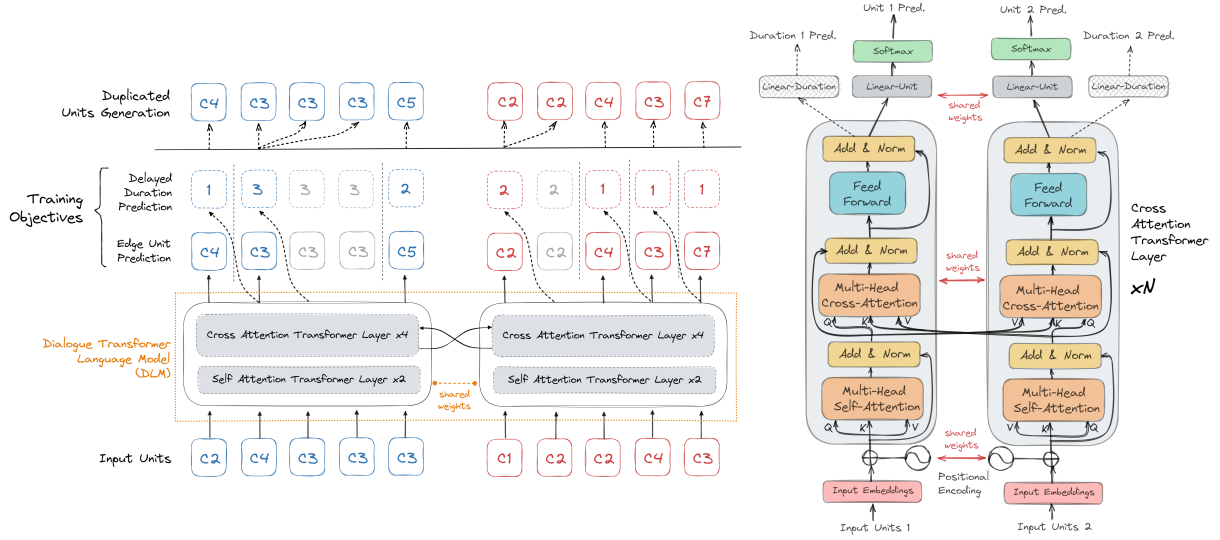 Duplicated
Units Generation
C4 C3 C3 C3 C5 C2 C2 C4 C3 C7
Training
Objectives
Delayed
Duration
Prediction
1 3 3 3 2 2 2 1 1 1
Edge Unit
Prediction
C4 C3 C3 C3 C5 C2 C2 C4 C3 C7
Dialogue Transformer
Language Model
(DLM)
Cross Attention Transformer Layer x4
Cross Attention Transformer Layer x4
Self Attention Transformer Layer x2
Self Attention Transformer Layer x2
shared
weights
Input Units
C2 C4 C3 C3 C3 C1 C2 C2 C4 C3
Unit 1 Pred.
Unit 2 Pred.
Duration 1 Pred.
Duration 2 Pred.
Softmax
Softmax
Linear-Duration
Linear-Unit
Linear-Unit
Linear-Duration
shared
weights
Add & Norm
Add & Norm
Feed
Forward
Feed
Forward
Add & Norm
Add & Norm
Multi-Head
Cross-Attention
Multi-Head
Cross-Attention
shared
weights
Q K V
V K Q
Add & Norm
Add & Norm
Multi-Head
Self-Attention
Multi-Head
Self-Attention
Q K V
V K Q
Cross
Attention
Transformer
Layer
xN
shared
weights
Positional
Encoding
Input Embeddings
Input Embeddings
Input Units 1
Input Units 2